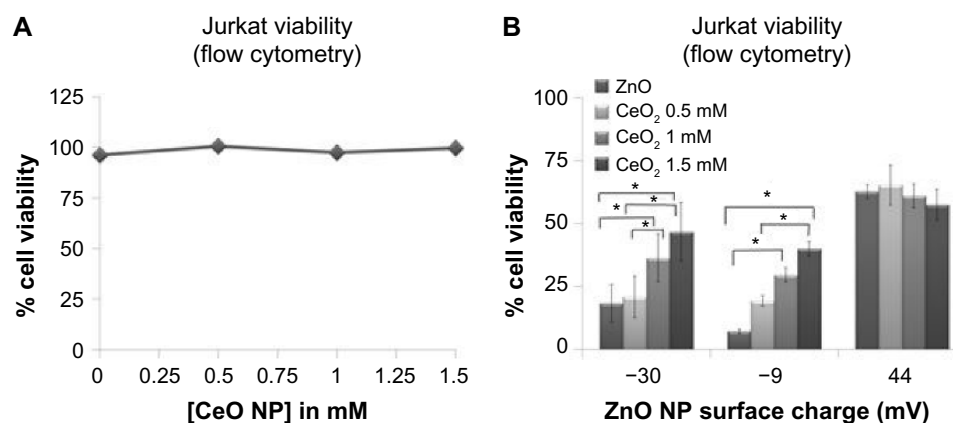 A
Jurkat viability
(flow cytometry)
% cell viability
125
100
75
50
25
0
0 0.25 0.5 0.75 1 1.25 1.5
[CeO NP] in mM
B
Jurkat viability
(flow cytometry)
% cell viability
100
75
50
25
0
ZnO
CeO₂ 0.5 mM
CeO₂ 1 mM
CeO₂ 1.5 mM
* * * * *
* * *
−30 −9 44
ZnO NP surface charge (mV)